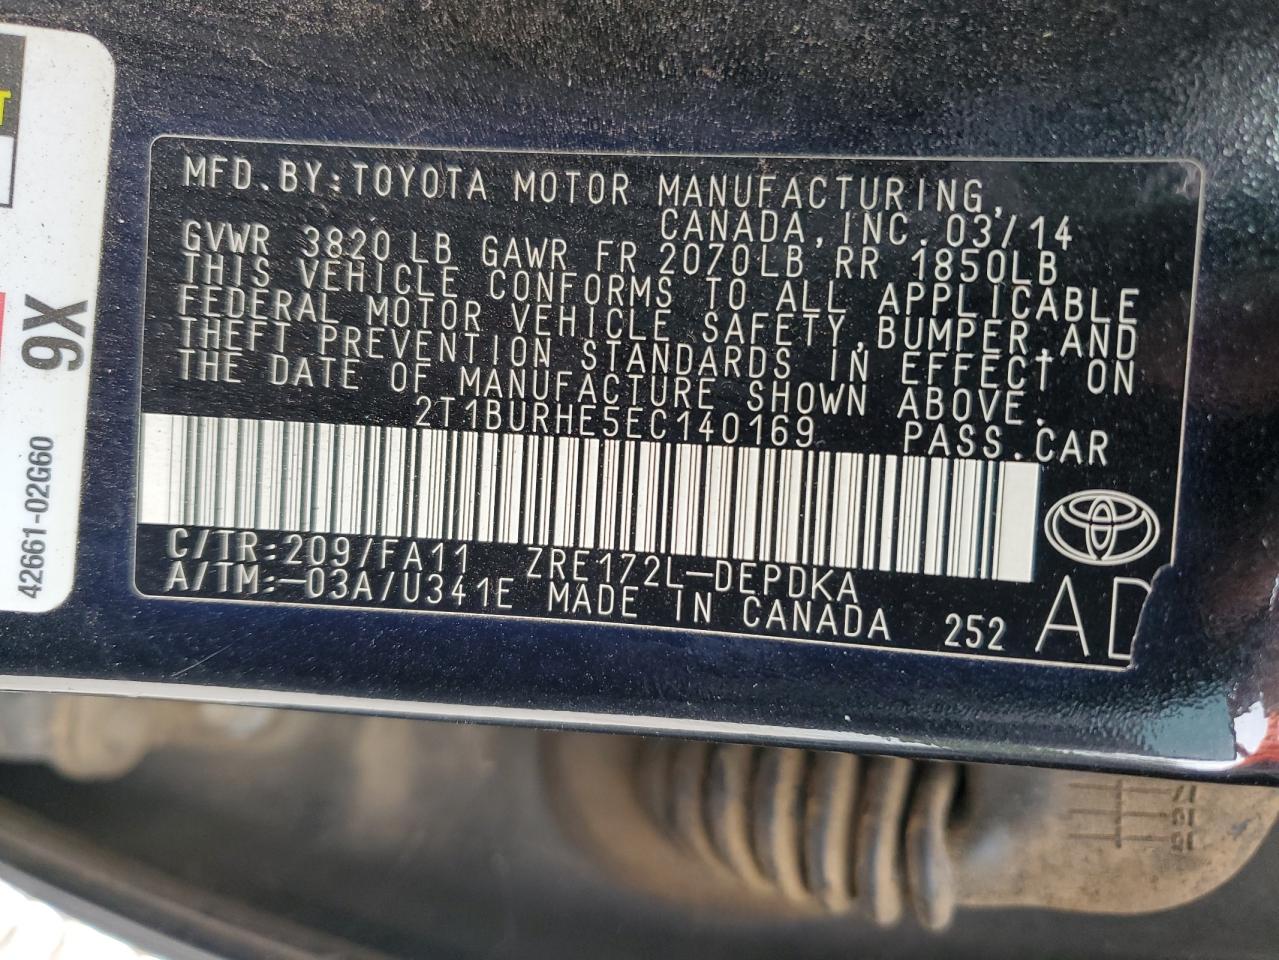 MFD.BY:TOYOTA MOTOR MANUFACTURING,
CANADA, INC. 03/14
GVWR 3820 LB GAWR FR 2070LB RR 1850LB
THIS VEHICLE CONFORMS TO ALL APPLICABLE
FEDERAL MOTOR VEHICLE SAFETY,BUMPER,AND
THEFT PREVENTION STANDARDS IN EFFECT ON
THE DATE OF MANUFACTURE SHOWN ABOVE.
2T1BURHE5EC140169 PASS.CAR
C/TR:209/FA11 ZRE172L-DEPDKA
A/TM:-03A/U341E MADE IN CANADA 252
AD
9X
42661-02G60